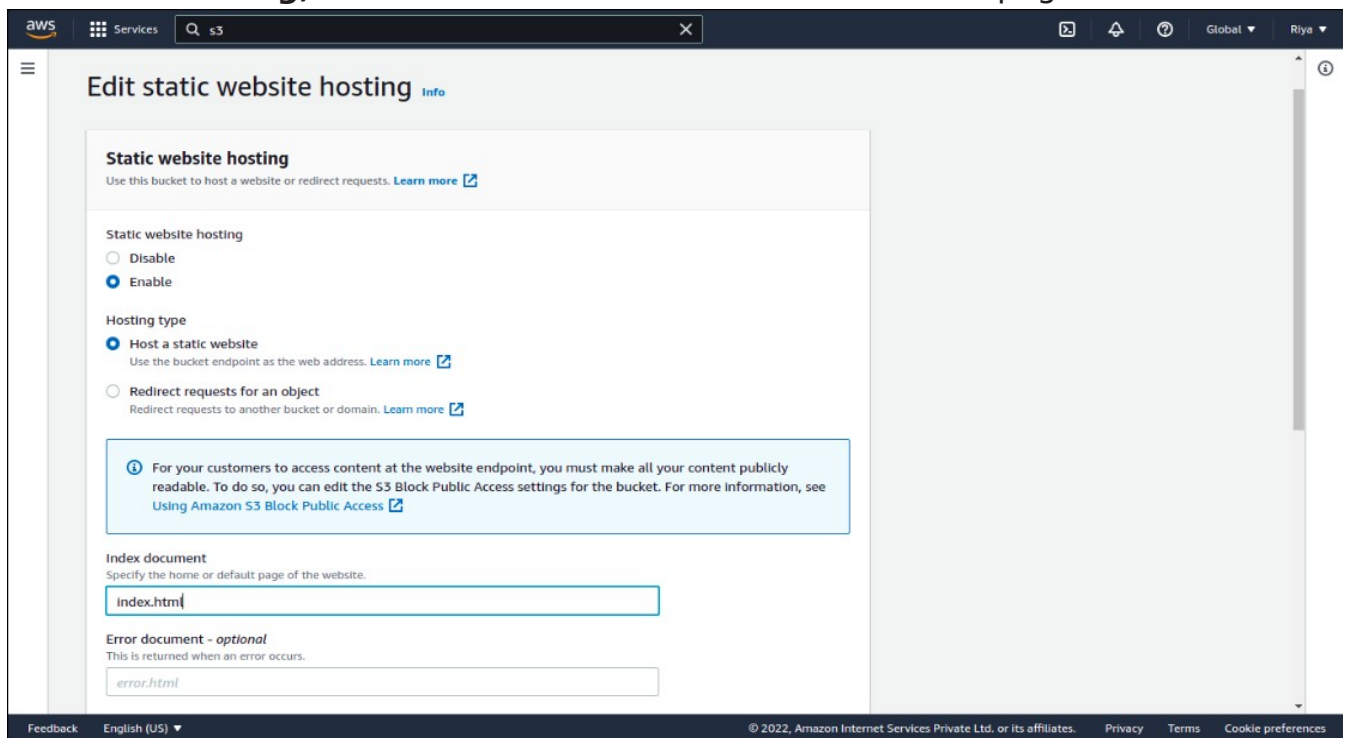 g,
aws
Services
s3
Global
Riya
Edit static website hosting Info
Static website hosting
Use this bucket to host a website or redirect requests. Learn more
Static website hosting
Disable
Enable
Hosting type
Host a static website
Use the bucket endpoint as the web address. Learn more
Redirect requests for an object
Redirect requests to another bucket or domain. Learn more
For your customers to access content at the website endpoint, you must make all your content publicly
readable. To do so, you can edit the S3 Block Public Access settings for the bucket. For more information, see
Using Amazon S3 Block Public Access
Index document
Specify the home or default page of the website.
index.html
Error document - optional
This is returned when an error occurs.
error.html
Feedback English (US) © 2022, Amazon Internet Services Private Ltd. or its affiliates. Privacy Terms Cookie preferences